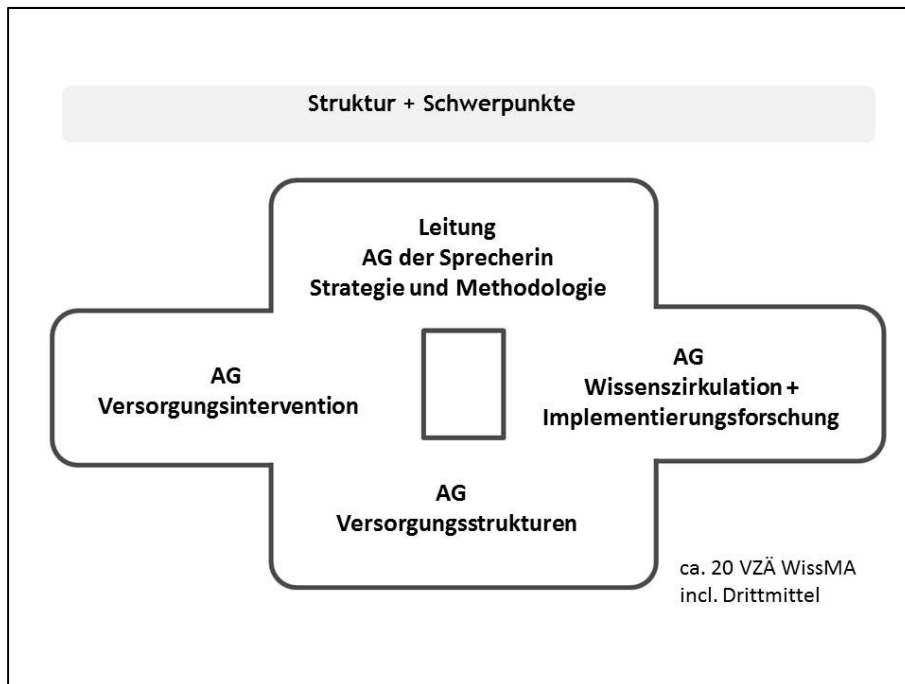 Struktur + Schwerpunkte
Leitung
AG der Sprecherin
Strategie und Methodologie
AG
Versorgungsintervention
AG
Wissenszirkulation +
Implementierungsforschung
AG
Versorgungsstrukturen
ca. 20 VZÄ WissMA
incl. Drittmittel